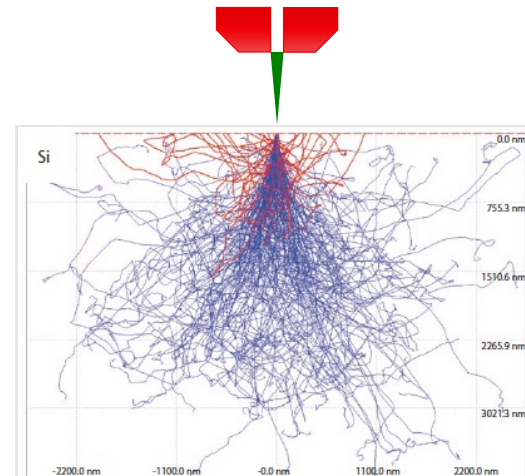 Si
0.0 nm
755.3 nm
1510.6 nm
2265.9 nm
3021.3 nm
-2200.0 nm -1100.0 nm -0.0 nm 1100.0 nm 2200.0 nm